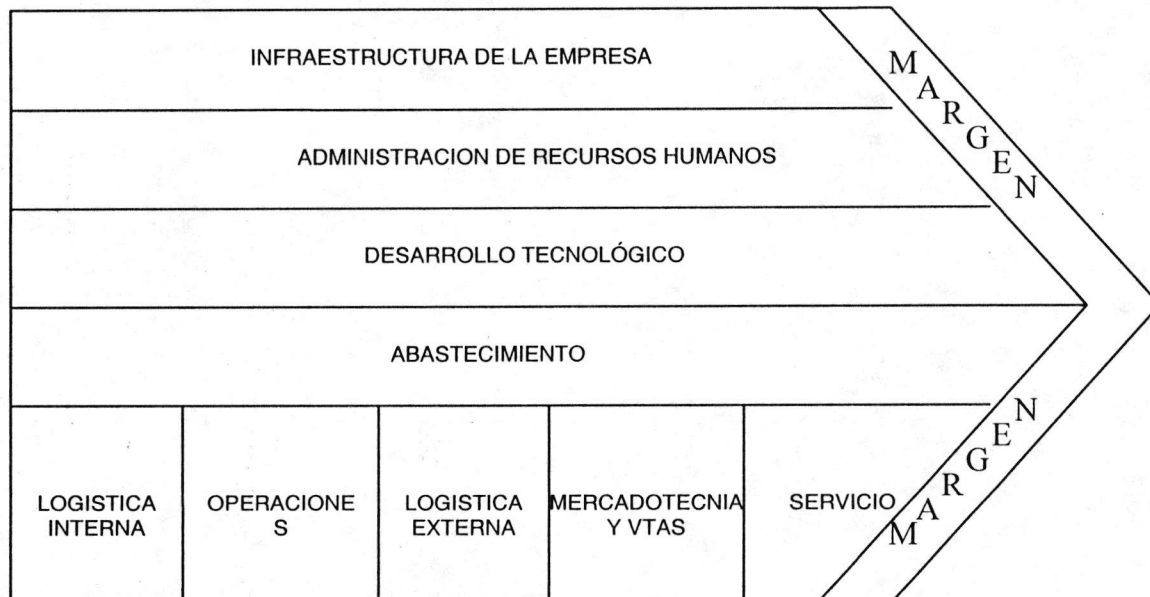 INFRAESTRUCTURA DE LA EMPRESA
MARGEN
ADMINISTRACION DE RECURSOS HUMANOS
DESARROLLO TECNOLÓGICO
ABASTECIMIENTO
LOGISTICA
INTERNA
OPERACIONE
S
LOGISTICA
EXTERNA
MERCADOTECNIA
Y VTAS
SERVICIO
MARGEN